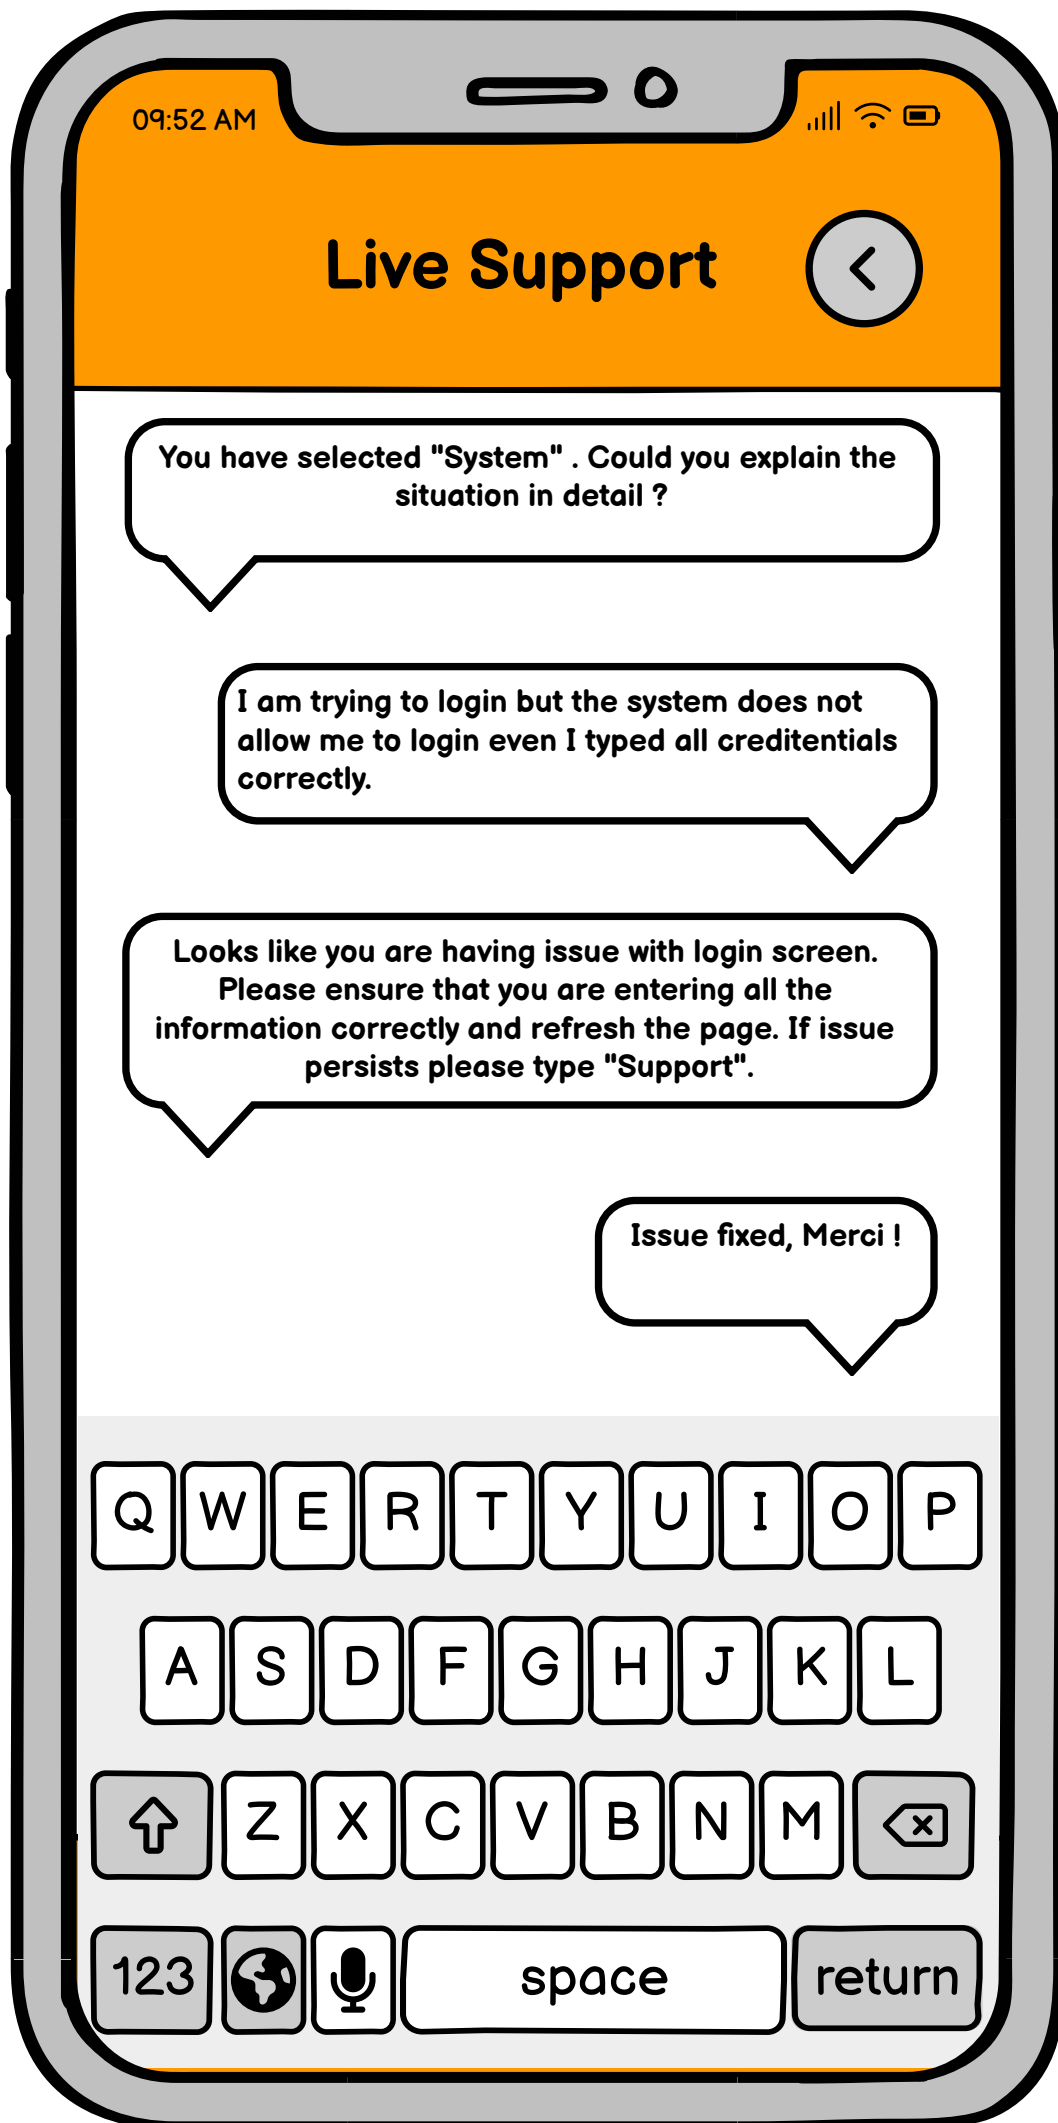 09:52 AM
Live Support
You have selected "System" . Could you explain the
situation in detail ?
I am trying to login but the system does not
allow me to login even I typed all creditentials
correctly.
Looks like you are having issue with login screen.
Please ensure that you are entering all the
information correctly and refresh the page. If issue
persists please type "Support".
Issue fixed, Merci !
Q W E R T Y U I O P
A S D F G H J K L
Z X C V B N M
123 space return